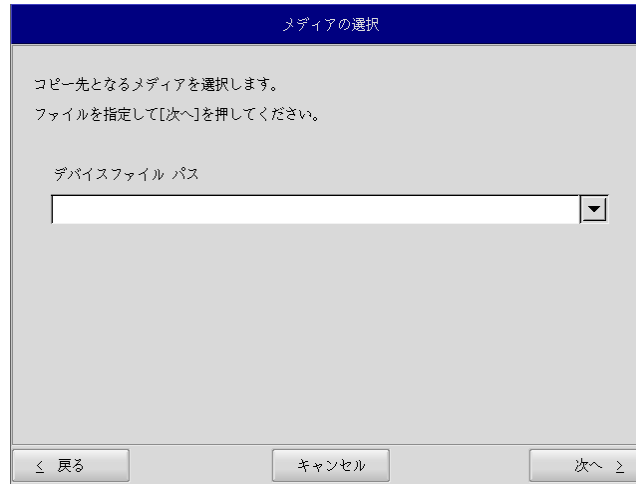 メディアの選択
コピー先となるメディアを選択します。
ファイルを指定して[次へ]を押してください。
デバイスファイル パス
< 戻る
キャンセル
次へ >